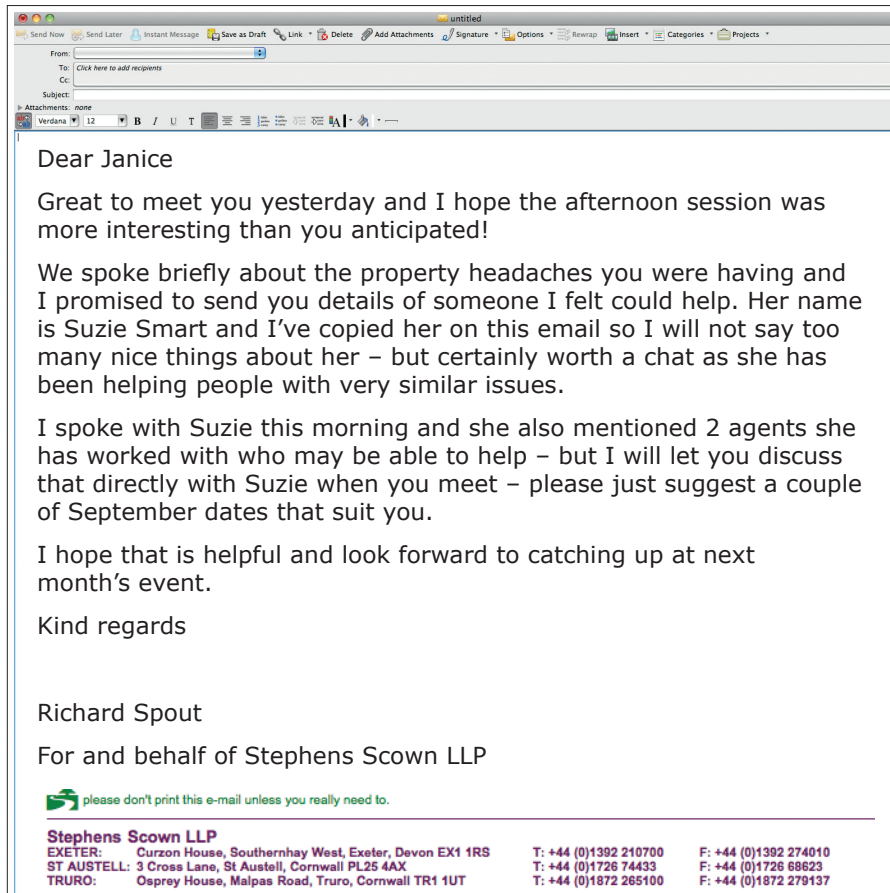 untitled
Send Now Send Later Instant Message Save as Draft Link Delete Add Attachments Signature Options Rewrap Insert Categories Projects
From:
To: Click here to add recipients
Cc:
Subject:
Attachments: none
Verdana 12 B I U T A
Dear Janice
Great to meet you yesterday and I hope the afternoon session was
more interesting than you anticipated!
We spoke briefly about the property headaches you were having and
I promised to send you details of someone I felt could help. Her name
is Suzie Smart and I’ve copied her on this email so I will not say too
many nice things about her – but certainly worth a chat as she has
been helping people with very similar issues.
I spoke with Suzie this morning and she also mentioned 2 agents she
has worked with who may be able to help – but I will let you discuss
that directly with Suzie when you meet – please just suggest a couple
of September dates that suit you.
I hope that is helpful and look forward to catching up at next
month’s event.
Kind regards
Richard Spout
For and behalf of Stephens Scown LLP
please don't print this e-mail unless you really need to.
Stephens Scown LLP
EXETER: Curzon House, Southernhay West, Exeter, Devon EX1 1RS T: +44 (0)1392 210700 F: +44 (0)1392 274010
ST AUSTELL: 3 Cross Lane, St Austell, Cornwall PL25 4AX T: +44 (0)1726 74433 F: +44 (0)1726 68623
TRURO: Osprey House, Malpas Road, Truro, Cornwall TR1 1UT T: +44 (0)1872 265100 F: +44 (0)1872 279137